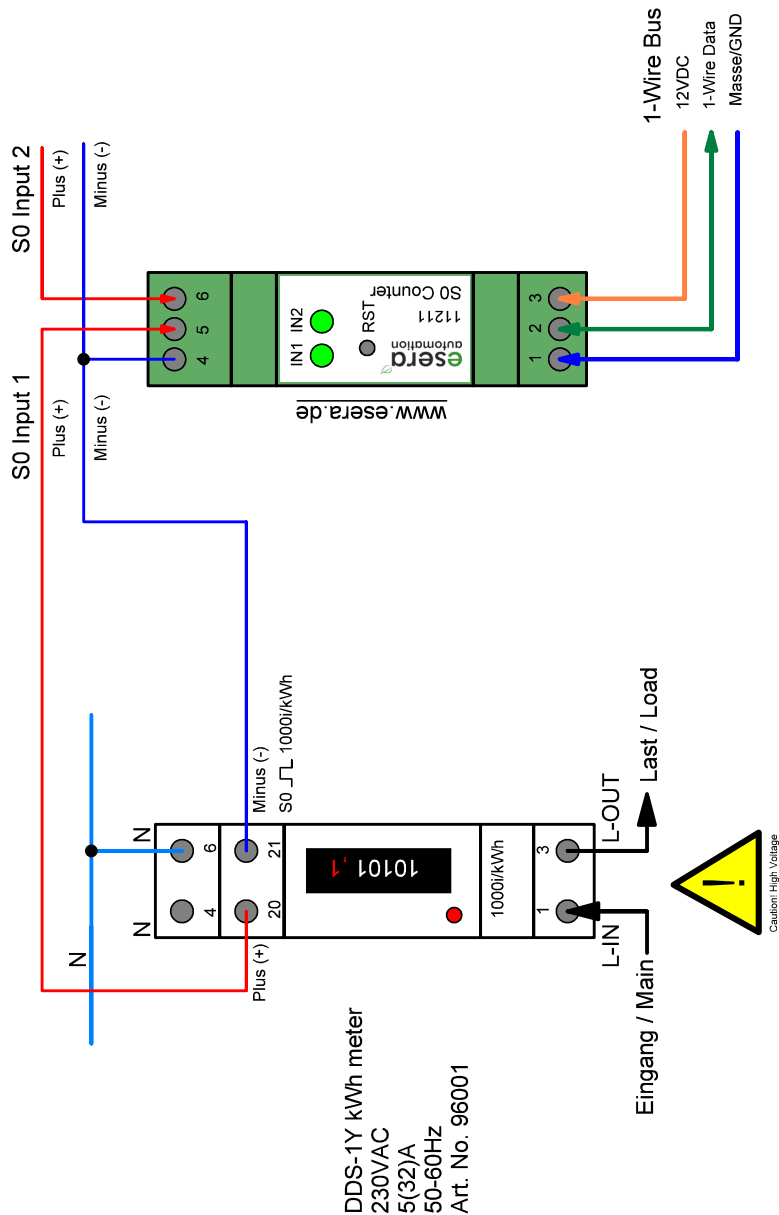 S0 Input 1
Plus (+)
Minus (-)
S0 Input 2
Plus (+)
Minus (-)
N
N
N
4
6
20
21
Plus (+)
Minus (-)
S0 1000i/kWh
10101,1
1000i/kWh
1
3
L-IN
L-OUT
Eingang / Main
Last / Load
DDS-1Y kWh meter
230VAC
5(32)A
50-60Hz
Art. No. 96001
Caution! High Voltage
4
5
6
IN1
IN2
RST
esera
automation
11211
S0 Counter
www.esera.de
1
2
3
1-Wire Bus
12VDC
1-Wire Data
Masse/GND
!